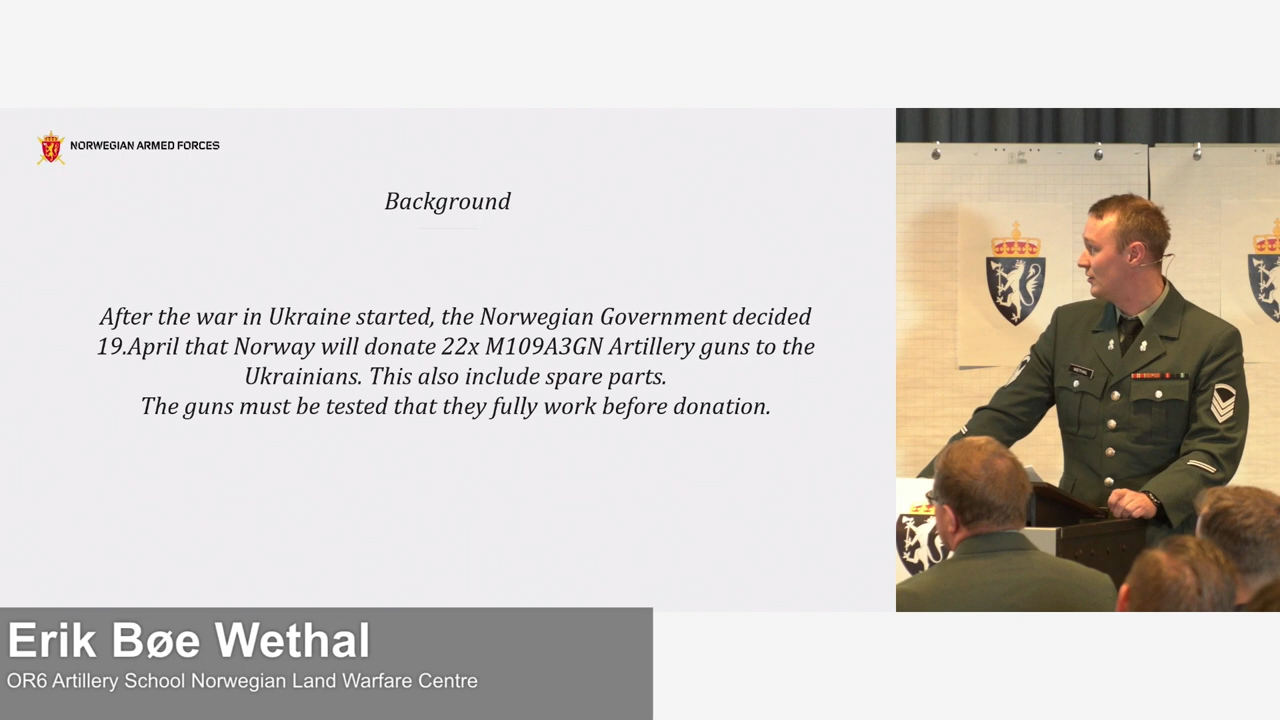 NORWEGIAN ARMED FORCES
Background
After the war in Ukraine started, the Norwegian Government decided
19.April that Norway will donate 22x M109A3GN Artillery guns to the
Ukrainians. This also include spare parts.
The guns must be tested that they fully work before donation.
WETHAL
Erik Bøe Wethal
OR6 Artillery School Norwegian Land Warfare Centre